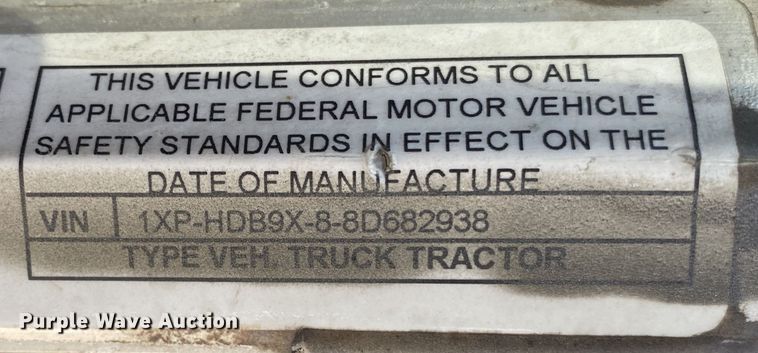 THIS VEHICLE CONFORMS TO ALL
APPLICABLE FEDERAL MOTOR VEHICLE
SAFETY STANDARDS IN EFFECT ON THE
DATE OF MANUFACTURE
VIN 1XP-HDB9X-8-8D682938
TYPE VEH. TRUCK TRACTOR
Purple Wave Auction